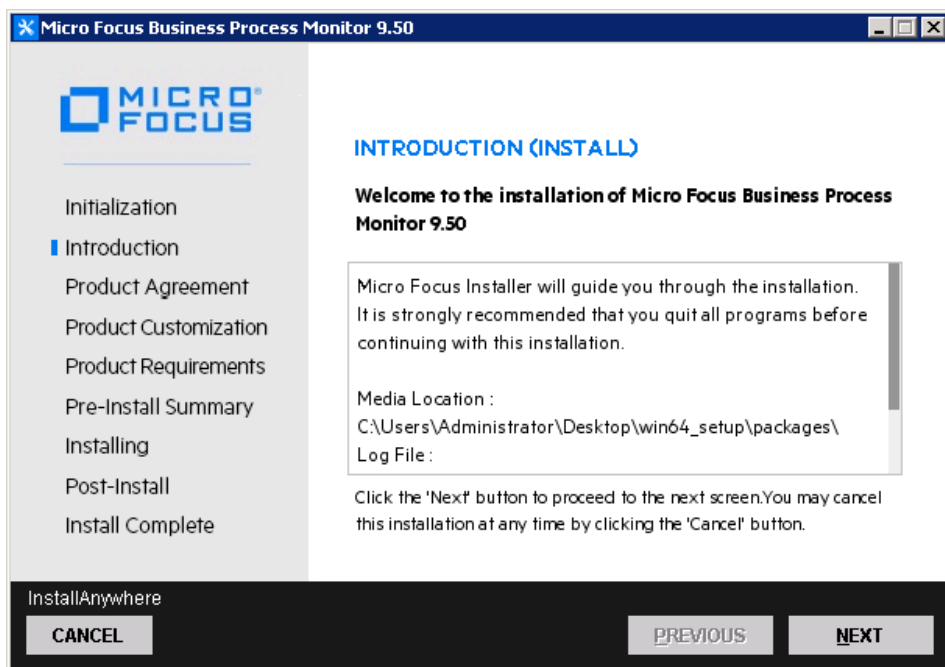 Micro Focus Business Process Monitor 9.50
MICRO
FOCUS
Initialization
Introduction
Product Agreement
Product Customization
Product Requirements
Pre-Install Summary
Installing
Post-Install
Install Complete
INTRODUCTION (INSTALL)
Welcome to the installation of Micro Focus Business Process
Monitor 9.50
Micro Focus Installer will guide you through the installation.
It is strongly recommended that you quit all programs before
continuing with this installation.
Media Location :
C:\Users\Administrator\Desktop\win64_setup\packages\
Log File :
Click the 'Next' button to proceed to the next screen.You may cancel
this installation at any time by clicking the 'Cancel' button.
InstallAnywhere
CANCEL
PREVIOUS
NEXT